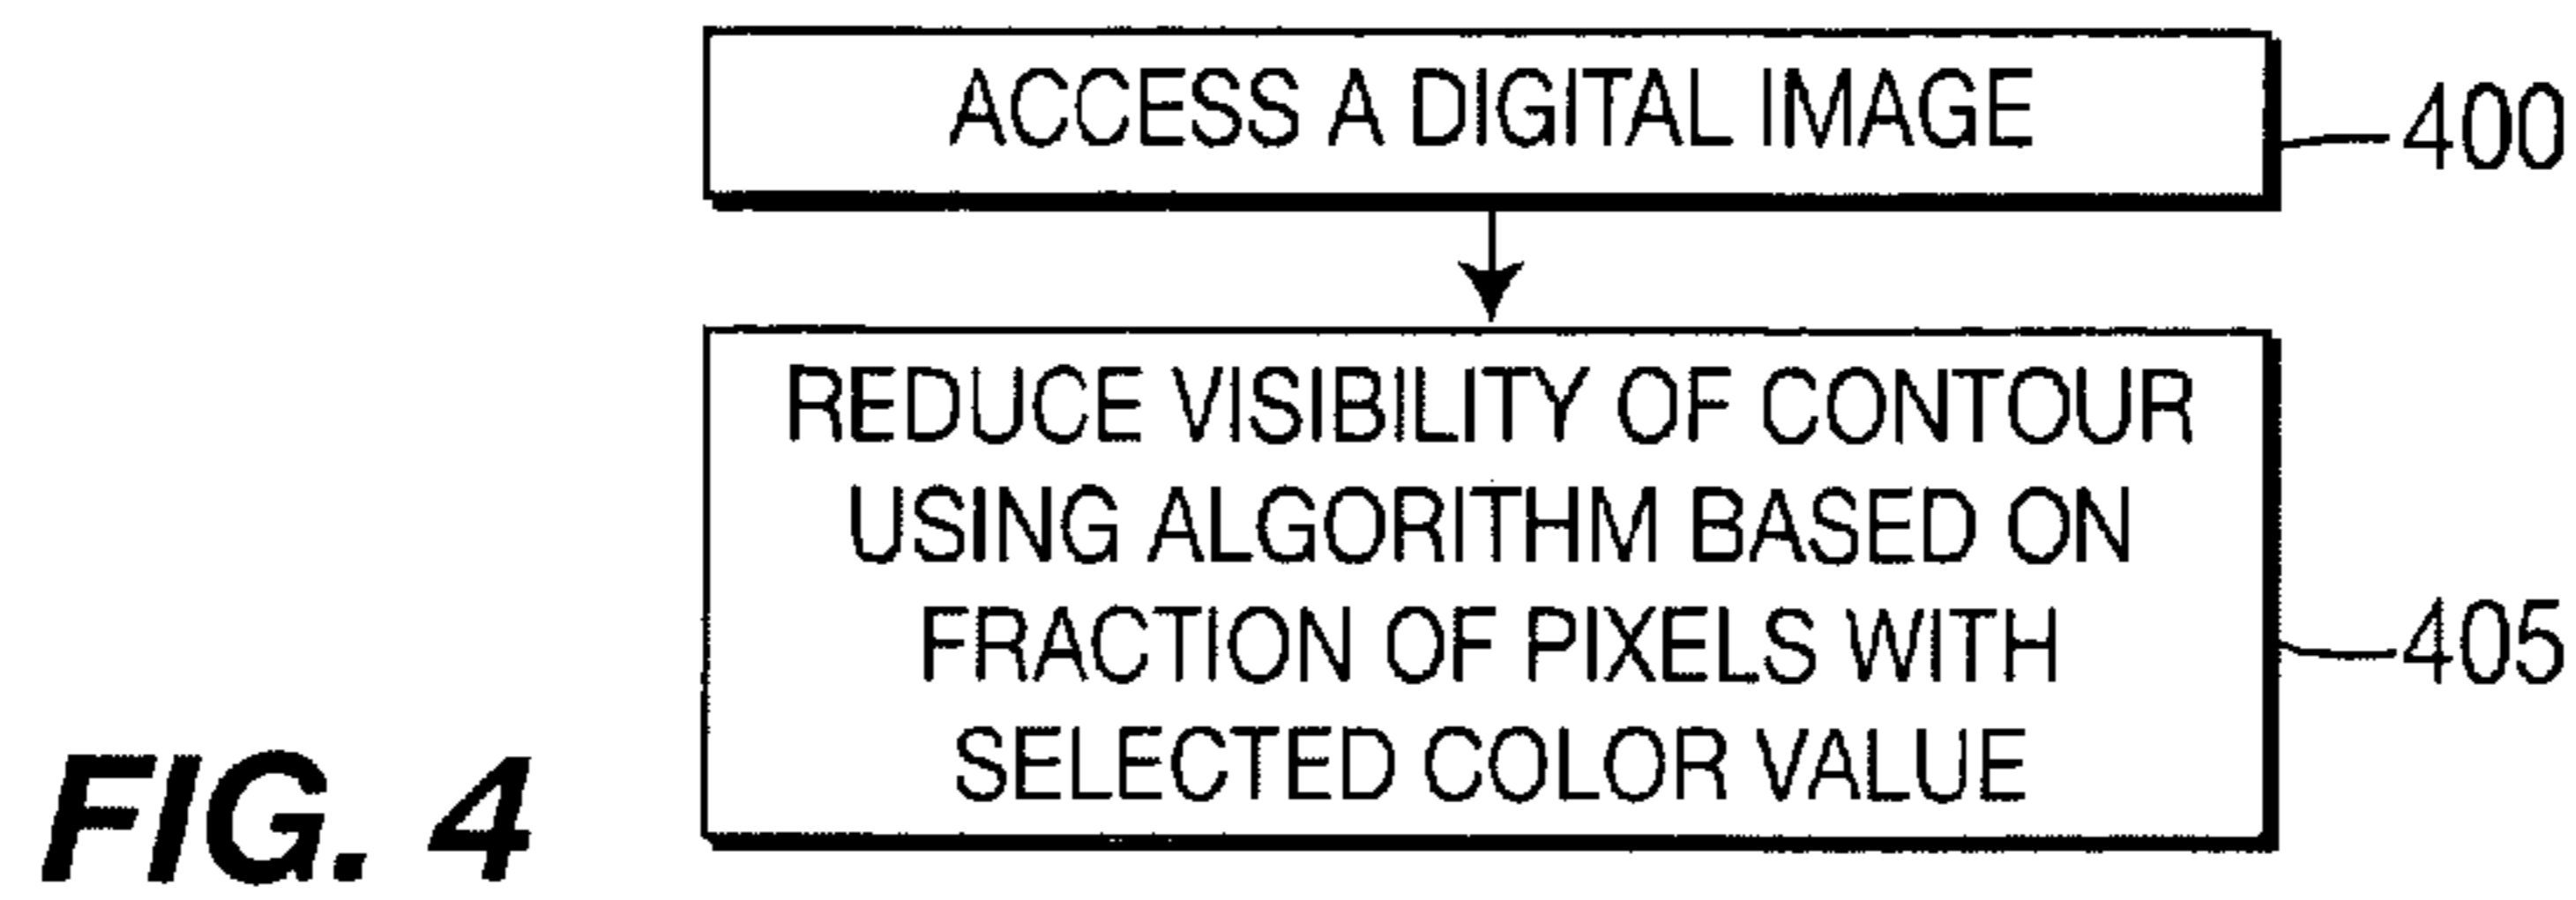 ACCESS A DIGITAL IMAGE
400
REDUCE VISIBILITY OF CONTOUR
USING ALGORITHM BASED ON
FRACTION OF PIXELS WITH
SELECTED COLOR VALUE
405
FIG. 4